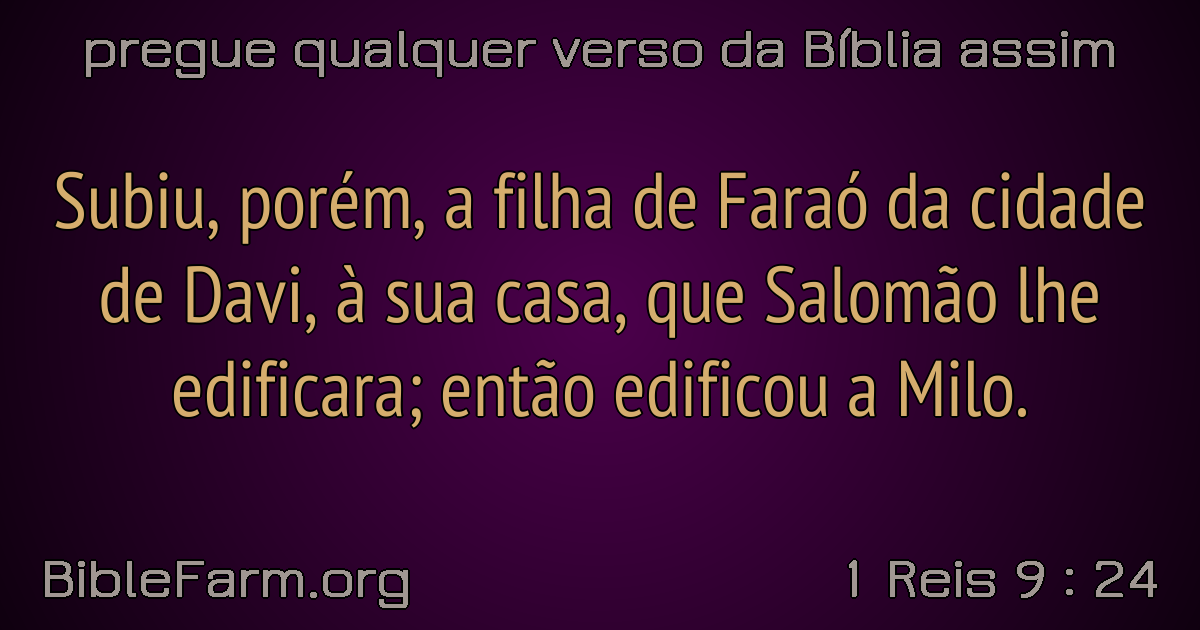 pregue qualquer verso da Bíblia assim
Subiu, porém, a filha de Faraó da cidade
de Davi, à sua casa, que Salomão lhe
edificara; então edificou a Milo.
BibleFarm.org
1 Reis 9 : 24